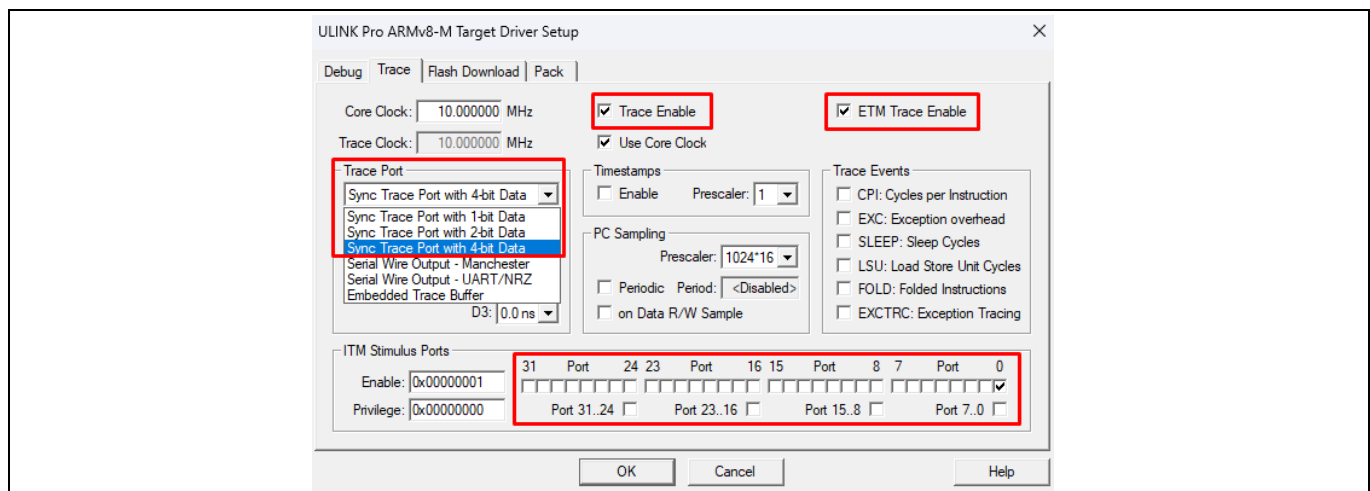 ULINK Pro ARMv8-M Target Driver Setup
Debug Trace Flash Download Pack
Core Clock: 10.000000 MHz
Trace Enable
ETM Trace Enable
Trace Clock: 10.000000 MHz
Use Core Clock
Trace Port
Sync Trace Port with 4-bit Data
Sync Trace Port with 1-bit Data
Sync Trace Port with 2-bit Data
Sync Trace Port with 4-bit Data
Serial Wire Output - Manchester
Serial Wire Output - UART/NRZ
Embedded Trace Buffer
D3: 0.0 ns
Timestamps
Enable Prescaler: 1
PC Sampling
Prescaler: 1024*16
Periodic Period: <Disabled>
on Data R/W Sample
Trace Events
CPI: Cycles per Instruction
EXC: Exception overhead
SLEEP: Sleep Cycles
LSU: Load Store Unit Cycles
FOLD: Folded Instructions
EXCTRC: Exception Tracing
ITM Stimulus Ports
31 Port 24 23 Port 16 15 Port 8 7 Port 0
Enable: 0x00000001
Privilege: 0x00000000 Port 31..24 Port 23..16 Port 15..8 Port 7..0
OK Cancel Help